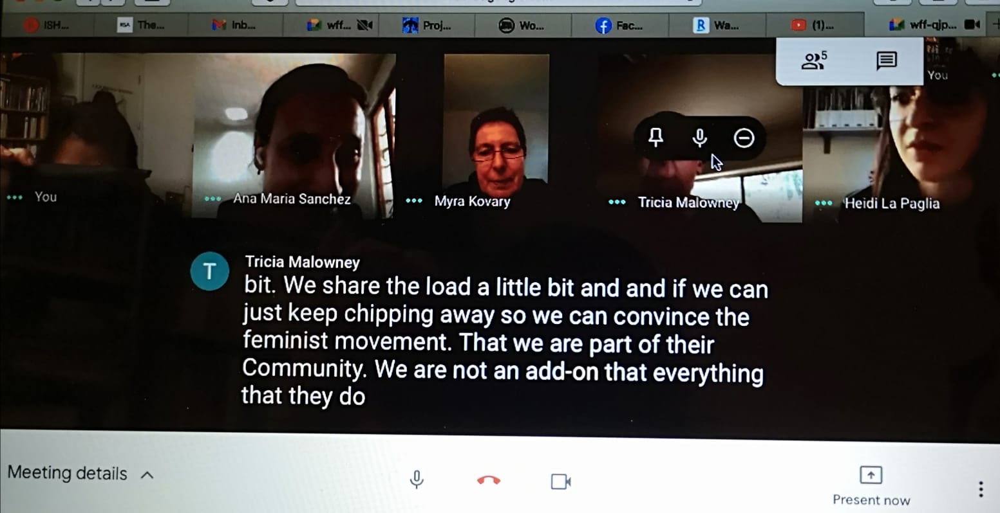 ISH...
RSA The...
Inb...
wff...
Proj...
Wo...
Fac...
R Wa...
(1)...
wff-qjp...
5
You
You
Ana Maria Sanchez
Myra Kovary
Tricia Malowney
Heidi La Paglia
T
Tricia Malowney
bit. We share the load a little bit and and if we can
just keep chipping away so we can convince the
feminist movement. That we are part of their
Community. We are not an add-on that everything
that they do
Meeting details
Present now